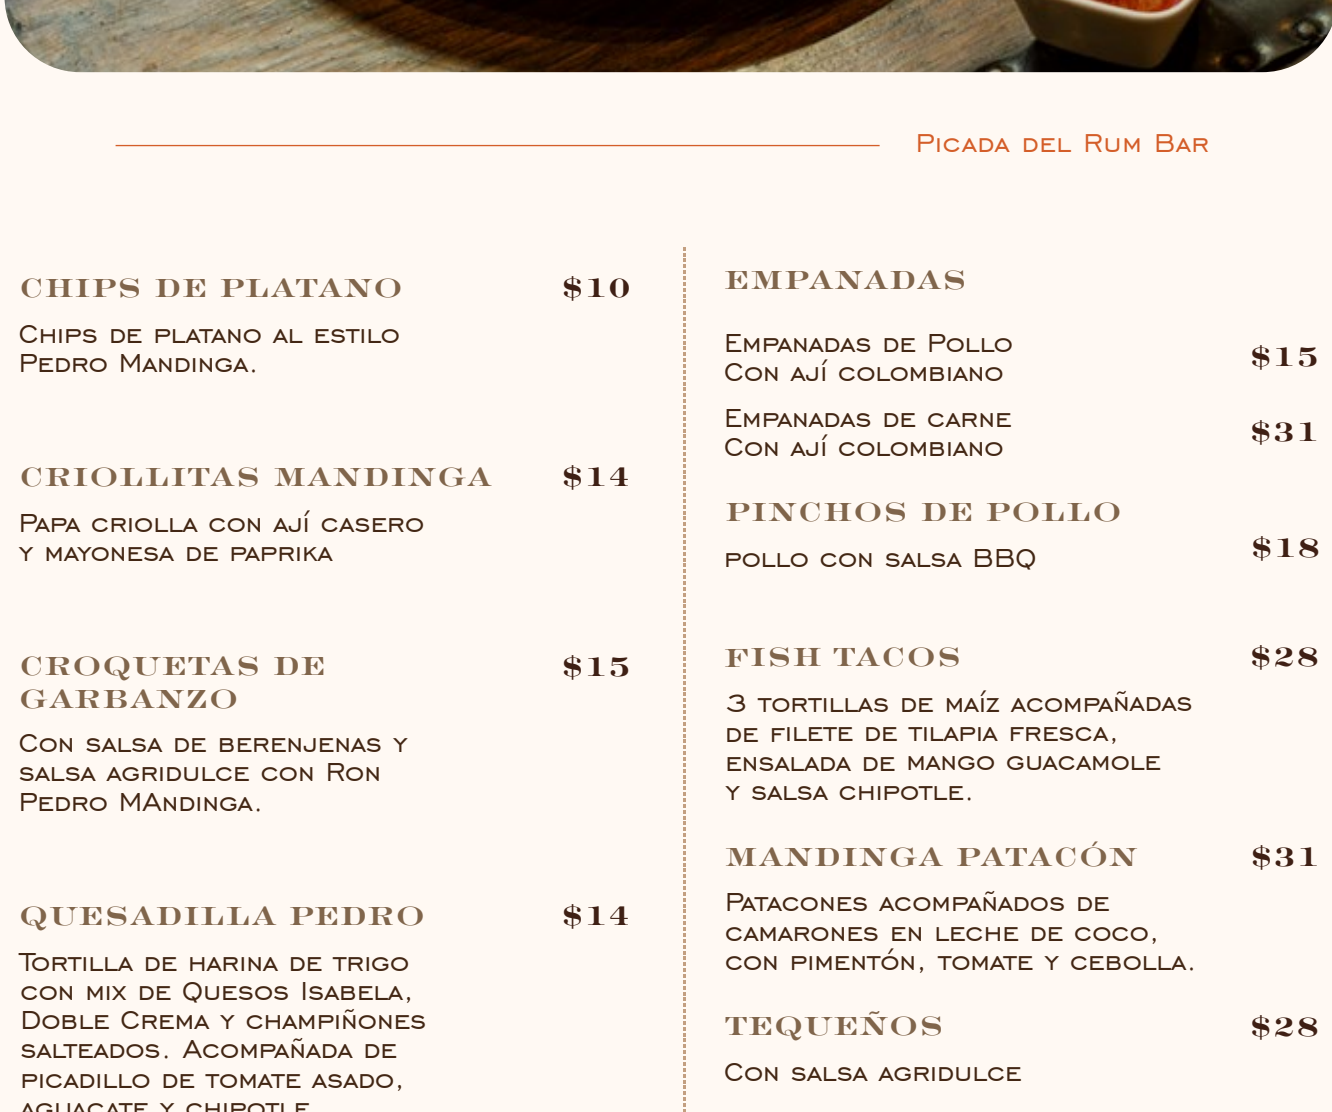 Picada del Rum Bar
CHIPS DE PLATANO $10
Chips de platano al estilo
Pedro Mandinga.
CRIOLLITAS MANDINGA $14
Papa criolla con ají casero
y mayonesa de paprika
CROQUETAS DE $15
GARBANZO
Con salsa de berenjenas y
salsa agridulce con Ron
Pedro MAndinga.
QUESADILLA PEDRO $14
Tortilla de harina de trigo
con mix de Quesos Isabela,
Doble Crema y champiñones
salteados. Acompañada de
picadillo de tomate asado,
aguacate y chipotle
EMPANADAS
Empanadas de Pollo
Con ají colombiano $15
Empanadas de carne
Con ají colombiano $31
PINCHOS DE POLLO
pollo con salsa BBQ $18
FISH TACOS $28
3 tortillas de maíz acompañadas
de filete de tilapia fresca,
ensalada de mango guacamole
y salsa chipotle.
MANDINGA PATACÓN $31
Patacones acompañados de
camarones en leche de coco,
con pimentón, tomate y cebolla.
TEQUEÑOS $28
Con salsa agridulce